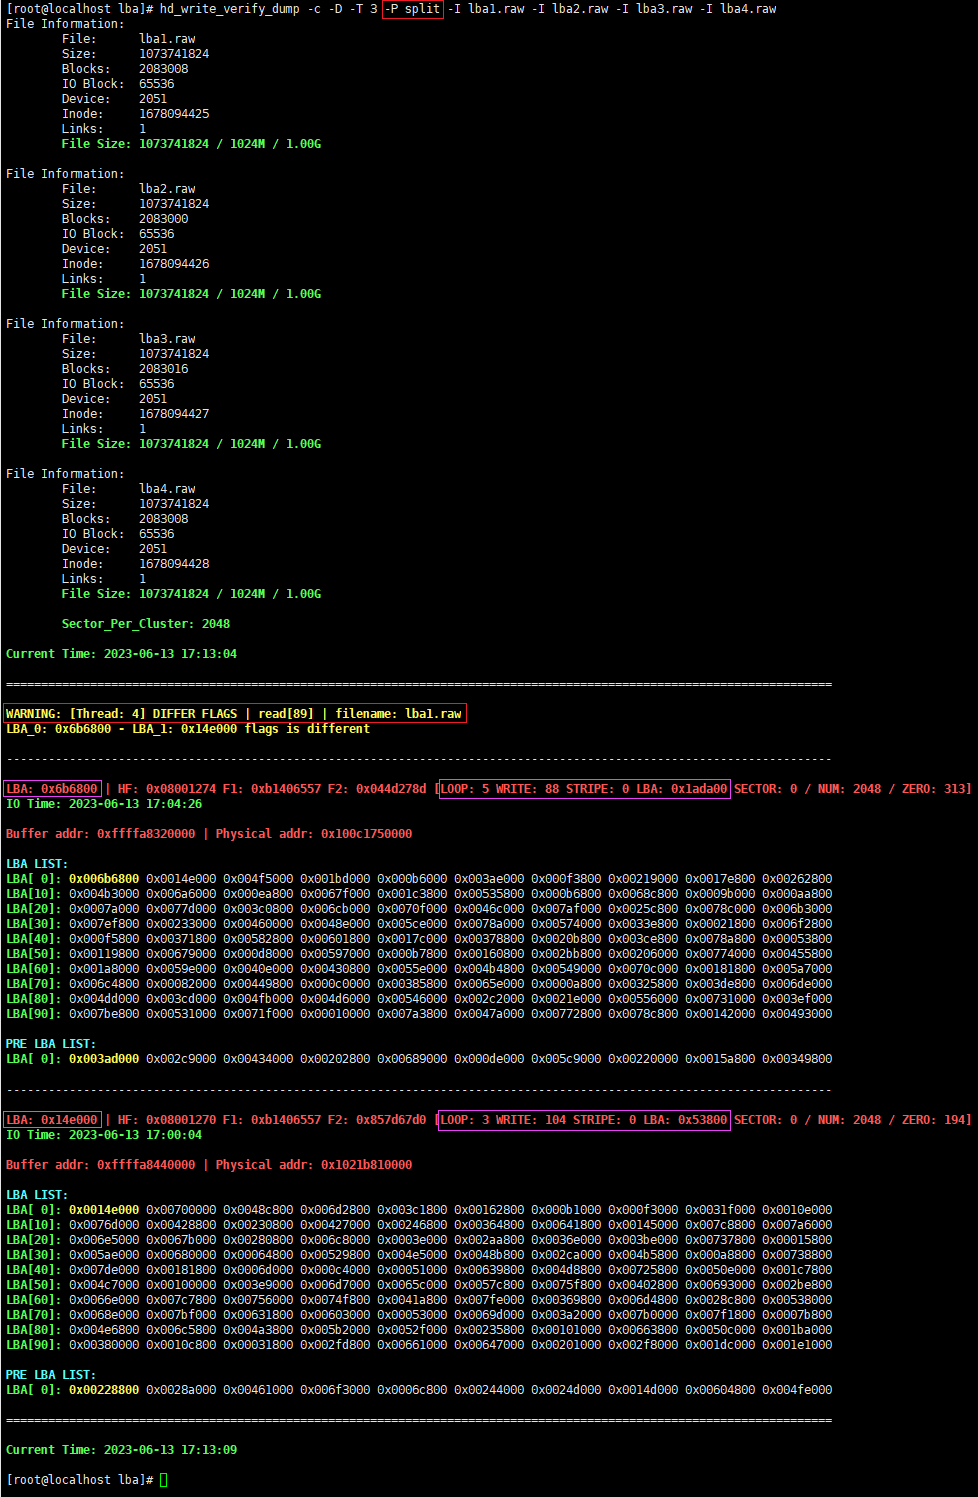 [root@localhost lba]# hd_write_verify_dump -c -D -T 3 -P split -I lba1.raw -I lba2.raw -I lba3.raw -I lba4.raw
File Information:
File: lba1.raw
Size: 1073741824
Blocks: 2083008
IO Block: 65536
Device: 2051
Inode: 1678094425
Links: 1
File Size: 1073741824 / 1024M / 1.00G
File Information:
File: lba2.raw
Size: 1073741824
Blocks: 2083000
IO Block: 65536
Device: 2051
Inode: 1678094426
Links: 1
File Size: 1073741824 / 1024M / 1.00G
File Information:
File: lba3.raw
Size: 1073741824
Blocks: 2083016
IO Block: 65536
Device: 2051
Inode: 1678094427
Links: 1
File Size: 1073741824 / 1024M / 1.00G
File Information:
File: lba4.raw
Size: 1073741824
Blocks: 2083008
IO Block: 65536
Device: 2051
Inode: 1678094428
Links: 1
File Size: 1073741824 / 1024M / 1.00G
Sector_Per_Cluster: 2048
Current Time: 2023-06-13 17:13:04
======================================================================================================================
WARNING: [Thread: 4] DIFFER FLAGS | read[89] | filename: lba1.raw
LBA_0: 0x6b6800 - LBA_1: 0x14e000 flags is different
----------------------------------------------------------------------------------------------------------------------
LBA: 0x6b6800 | HF: 0x08001274 F1: 0xb1406557 F2: 0x044d278d [LOOP: 5 WRITE: 88 STRIPE: 0 LBA: 0x1ada00 SECTOR: 0 / NUM: 2048 / ZERO: 313]
IO Time: 2023-06-13 17:04:26
Buffer addr: 0xffffa8320000 | Physical addr: 0x100c1750000
LBA LIST:
LBA[ 0]: 0x006b6800 0x0014e000 0x004f5000 0x001bd000 0x000b6000 0x003ae000 0x000f3800 0x00219000 0x0017e800 0x00262800
LBA[10]: 0x004b3000 0x006a6000 0x000ea800 0x0067f000 0x001c3800 0x00535800 0x000b6800 0x0068c800 0x0009b000 0x000aa800
LBA[20]: 0x0007a000 0x0077d000 0x003c0800 0x006cb000 0x0070f000 0x0046c000 0x007af000 0x0025c800 0x0078c000 0x006b3000
LBA[30]: 0x007ef800 0x00233000 0x00460000 0x0048e000 0x005ce000 0x0078a000 0x00574000 0x0033e800 0x00021800 0x006f2800
LBA[40]: 0x000f5800 0x00371800 0x00582800 0x00601800 0x0017c000 0x00378800 0x0020b800 0x003ce800 0x0078a800 0x00053800
LBA[50]: 0x00119800 0x00679000 0x000d8000 0x00597000 0x000b7800 0x00160800 0x002bb800 0x00206000 0x00774000 0x00455800
LBA[60]: 0x001a8000 0x0059e000 0x0040e000 0x00430800 0x0055e000 0x004b4800 0x00549000 0x0070c000 0x00181800 0x005a7000
LBA[70]: 0x006c4800 0x00082000 0x00449800 0x000c0000 0x00385800 0x0065e000 0x0000a800 0x00325800 0x003de800 0x006de000
LBA[80]: 0x004dd000 0x003cd000 0x004fb000 0x004d6000 0x00546000 0x002c2000 0x0021e000 0x00556000 0x00731000 0x003ef000
LBA[90]: 0x007be800 0x00531000 0x0071f000 0x00010000 0x007a3800 0x0047a000 0x00772800 0x0078c800 0x00142000 0x00493000
PRE LBA LIST:
LBA[ 0]: 0x003ad000 0x002c9000 0x00434000 0x00202800 0x00689000 0x000de000 0x005c9000 0x00220000 0x0015a800 0x00349800
----------------------------------------------------------------------------------------------------------------------
LBA: 0x14e000 | HF: 0x08001270 F1: 0xb1406557 F2: 0x857d67d0 [LOOP: 3 WRITE: 104 STRIPE: 0 LBA: 0x53800 SECTOR: 0 / NUM: 2048 / ZERO: 194]
IO Time: 2023-06-13 17:00:04
Buffer addr: 0xffffa8440000 | Physical addr: 0x1021b810000
LBA LIST:
LBA[ 0]: 0x0014e000 0x00700000 0x0048c800 0x006d2800 0x003c1800 0x00162800 0x000b1000 0x000f3000 0x0031f000 0x0010e000
LBA[10]: 0x0076d000 0x00428800 0x00230800 0x00427000 0x00246800 0x00364800 0x00641800 0x00145000 0x007c8800 0x007a6000
LBA[20]: 0x006e5000 0x0067b000 0x00280800 0x006c8000 0x0003e000 0x002aa800 0x0036e000 0x003be000 0x00737800 0x00015800
LBA[30]: 0x005ae000 0x00680000 0x00064800 0x00529800 0x004e5000 0x0048b800 0x002ca000 0x004b5800 0x000a8800 0x00738800
LBA[40]: 0x007de000 0x00181800 0x0006d000 0x000c4000 0x00051000 0x00639800 0x004d8800 0x00725800 0x0050e000 0x001c7800
LBA[50]: 0x004c7000 0x00100000 0x003e9000 0x006d7000 0x0065c000 0x0057c800 0x0075f800 0x00402800 0x00693000 0x002be800
LBA[60]: 0x0066e000 0x007c7800 0x00756000 0x0074f800 0x0041a800 0x007fe000 0x00369800 0x006d4800 0x0028c800 0x00538000
LBA[70]: 0x0068e000 0x007bf000 0x00631800 0x00603000 0x00053000 0x0069d000 0x003a2000 0x007b0000 0x007f1800 0x0007b800
LBA[80]: 0x004e6800 0x006c5800 0x004a3800 0x005b2000 0x0052f000 0x00235800 0x00101000 0x00663800 0x0050c000 0x001ba000
LBA[90]: 0x00380000 0x0010c800 0x00031800 0x002fd800 0x00661000 0x00647000 0x00201000 0x002f8000 0x001dc000 0x001e1000
PRE LBA LIST:
LBA[ 0]: 0x00228800 0x0028a000 0x00461000 0x006f3000 0x0006c800 0x00244000 0x0024d000 0x0014d000 0x00604800 0x004fe000
======================================================================================================================
Current Time: 2023-06-13 17:13:09
[root@localhost lba]#